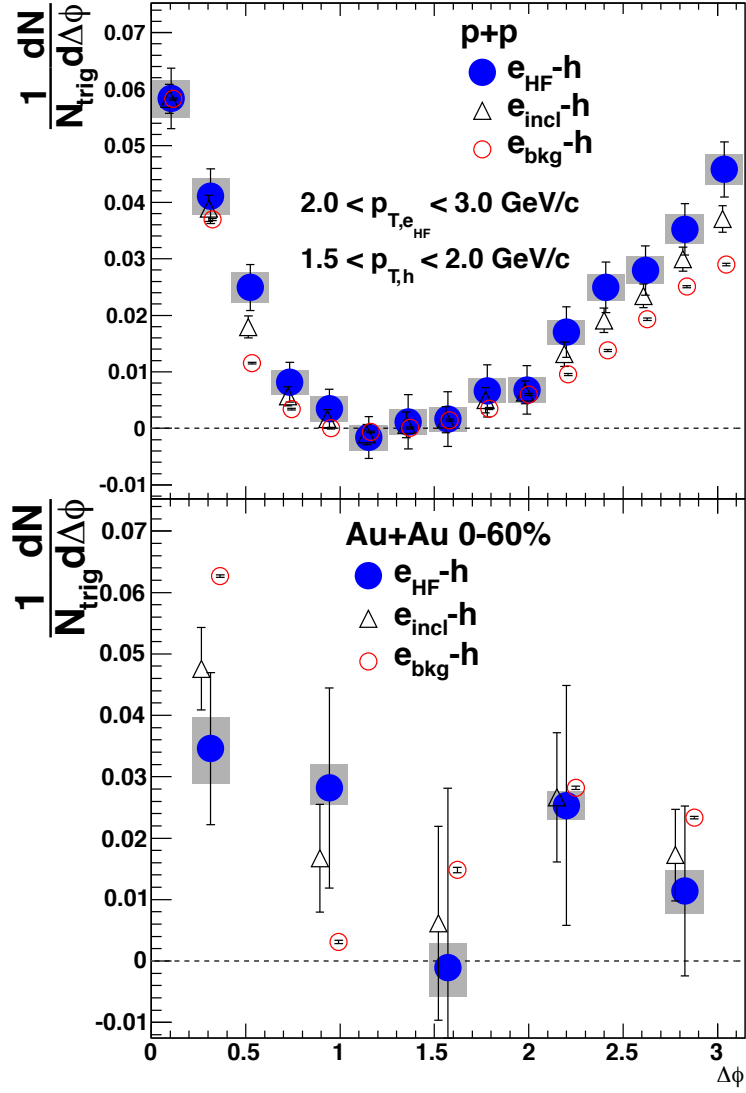 1 dN
N_trig dΔφ
p+p
e_HF-h
e_incl-h
e_bkg-h
2.0 < p_T,e_HF < 3.0 GeV/c
1.5 < p_T,h < 2.0 GeV/c
0.07
0.06
0.05
0.04
0.03
0.02
0.01
0
-0.01
1 dN
N_trig dΔφ
Au+Au 0-60%
e_HF-h
e_incl-h
e_bkg-h
0.07
0.06
0.05
0.04
0.03
0.02
0.01
0
-0.01
0 0.5 1 1.5 2 2.5 3
Δφ